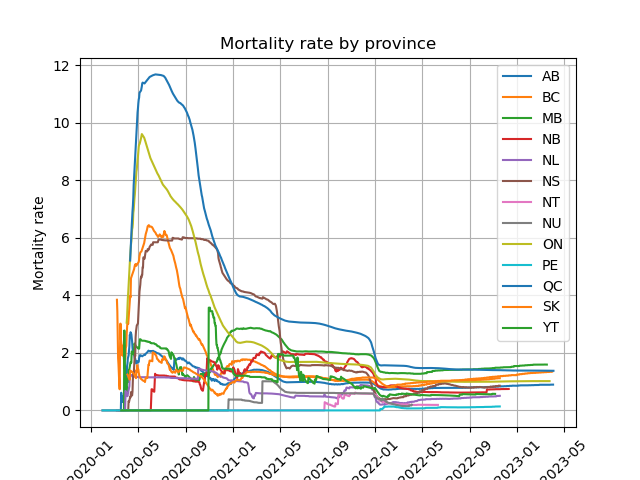 Mortality rate by province
12
10
8
6
4
2
0
Mortality rate
2020-01
2020-05
2020-09
2021-01
2021-05
2021-09
2022-01
2022-05
2022-09
2023-01
2023-05
AB
BC
MB
NB
NL
NS
NT
NU
ON
PE
QC
SK
YT